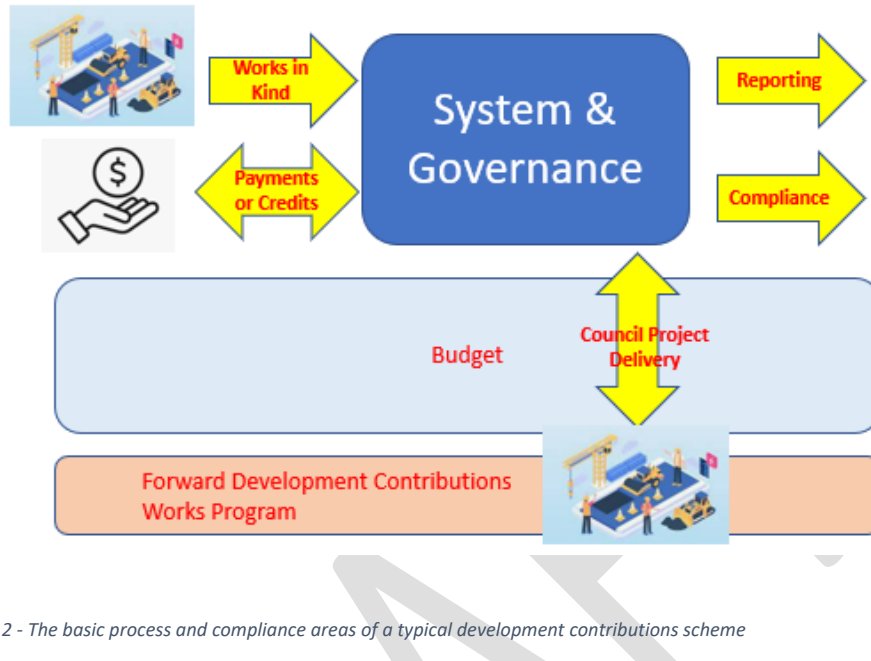 Works in
Kind
System &
Governance
Reporting
$
Payments
or Credits
Compliance
Budget
Council Project
Delivery
Forward Development Contributions
Works Program
2 - The basic process and compliance areas of a typical development contributions scheme